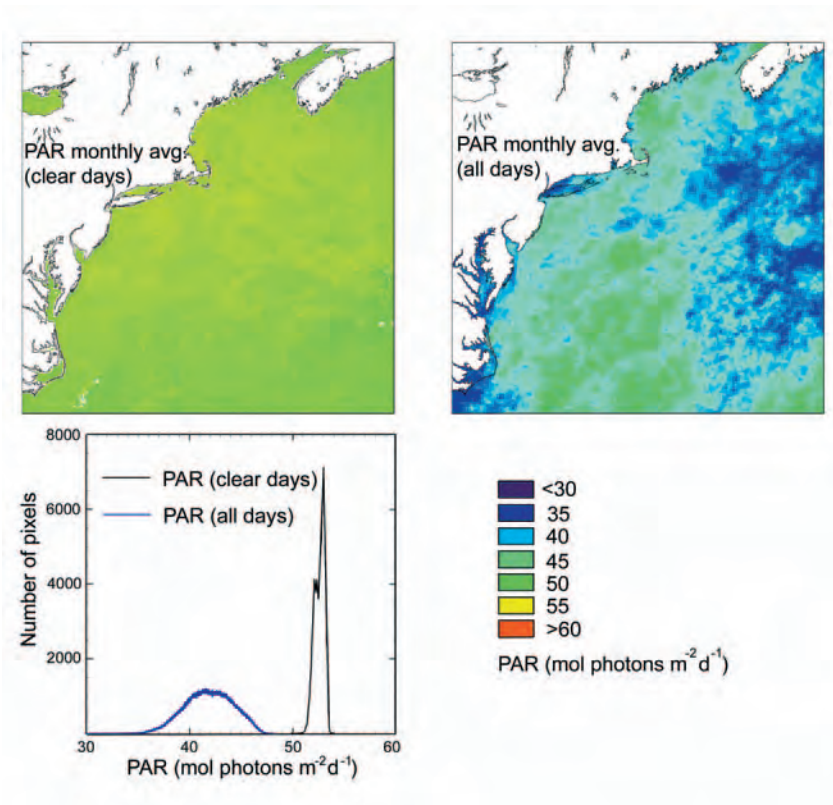 PAR monthly avg.
(clear days)
PAR monthly avg.
(all days)
8000
6000
4000
2000
Number of pixels
PAR (clear days)
PAR (all days)
30
40
50
60
PAR (mol photons m⁻²d⁻¹)
<30
35
40
45
50
55
>60
PAR (mol photons m⁻²d⁻¹)